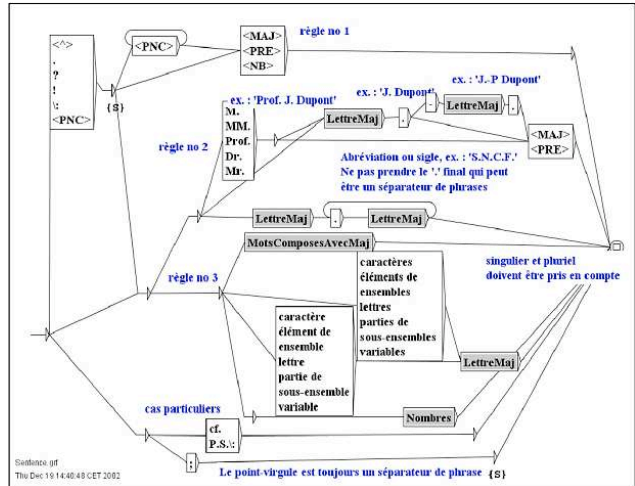 <^>
.
?
!
\:
<PNC>
{S}
<PNC>
<MAJ>
<PRE>
<NB>
règle no 1
ex. : 'Prof. J. Dupont'
ex. : 'J. Dupont'
ex. : 'J.-P Dupont'
M.
MM.
Prof.
Dr.
Mr.
règle no 2
LettreMaj
.
-
LettreMaj
.
<MAJ>
<PRE>
Abréviation ou sigle, ex. : 'S.N.C.F.'
Ne pas prendre le '.' final qui peut
être un séparateur de phrases
LettreMaj
.
LettreMaj
MotsComposesAvecMaj
règle no 3
caractères
éléments de
ensembles
lettres
parties de
sous-ensembles
variables
singulier et pluriel
doivent être pris en compte
caractère
élément de
ensemble
lettre
partie de
sous-ensemble
variable
LettreMaj
Nombres
cas particuliers
cf.
P.S.\:
;
Le point-virgule est toujours un séparateur de phrase
{S}
Sentence.grf
Thu Dec 19 14:48:48 CET 2002